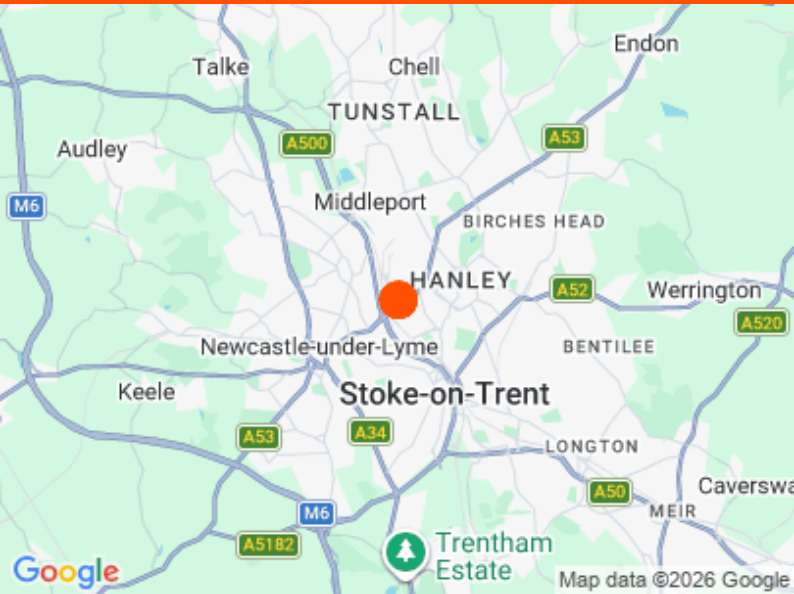 Endon
Talke
Chell
TUNSTALL
A53
A500
Audley
M6
Middleport
BIRCHES HEAD
HANLEY
A52
Werrington
A520
Newcastle-under-Lyme
BENTILEE
Keele
Stoke-on-Trent
A53
A34
LONGTON
A50
Caverswa
MEIR
M6
A5182
Trentham
Estate
Google
Map data ©2026 Google